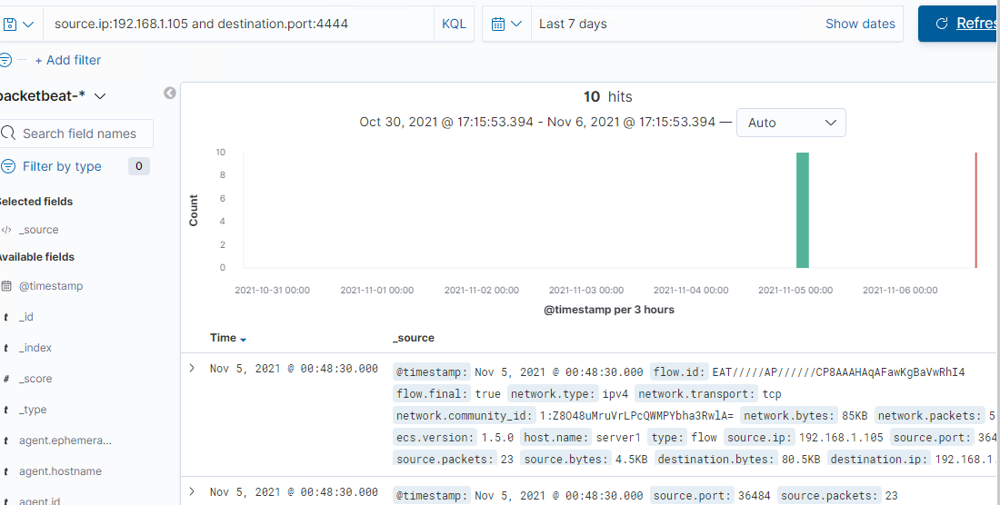 source.ip:192.168.1.105 and destination.port:4444 KQL Last 7 days Show dates Refres
+ Add filter
packetbeat-*
10 hits
Oct 30, 2021 @ 17:15:53.394 - Nov 6, 2021 @ 17:15:53.394 — Auto
Search field names
Filter by type 0
Selected fields
_source
Available fields
@timestamp
_id
_index
_score
_type
agent.ephemera...
agent.hostname
agent.id
Count
10
8
6
4
2
0
2021-10-31 00:00 2021-11-01 00:00 2021-11-02 00:00 2021-11-03 00:00 2021-11-04 00:00 2021-11-05 00:00 2021-11-06 00:00
@timestamp per 3 hours
Time _source
Nov 5, 2021 @ 00:48:30.000 @timestamp: Nov 5, 2021 @ 00:48:30.000 flow.id: EAT/////AP//////CP8AAAHAqAFawKgBaVwRhI4
flow.final: true network.type: ipv4 network.transport: tcp
network.community_id: 1:Z8O48uMruVrLPcQWMPYbha3RwlA= network.bytes: 85KB network.packets: 5
ecs.version: 1.5.0 host.name: server1 type: flow source.ip: 192.168.1.105 source.port: 364
source.packets: 23 source.bytes: 4.5KB destination.bytes: 80.5KB destination.ip: 192.168.1.
Nov 5, 2021 @ 00:48:30.000 @timestamp: Nov 5, 2021 @ 00:48:30.000 source.port: 36484 source.packets: 23